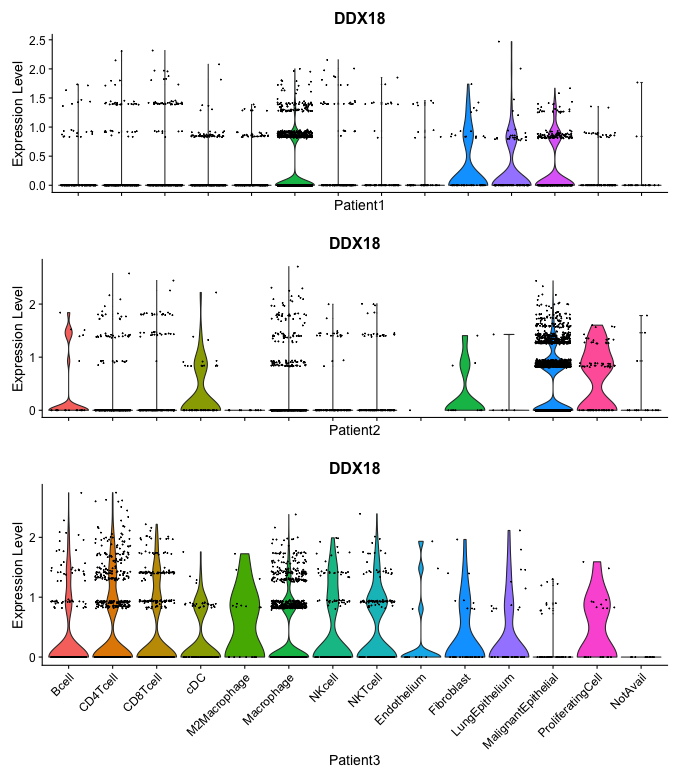 DDX18
Expression Level
2.5
2.0
1.5
1.0
0.5
0.0
Patient1
DDX18
Expression Level
2
1
0
Patient2
DDX18
Expression Level
2
1
0
Bcell
CD4Tcell
CD8Tcell
cDC
M2Macrophage
Macrophage
NKcell
NKTcell
Endothelium
Fibroblast
LungEpithelium
MalignantEpithelial
ProliferatingCell
NotAvail
Patient3